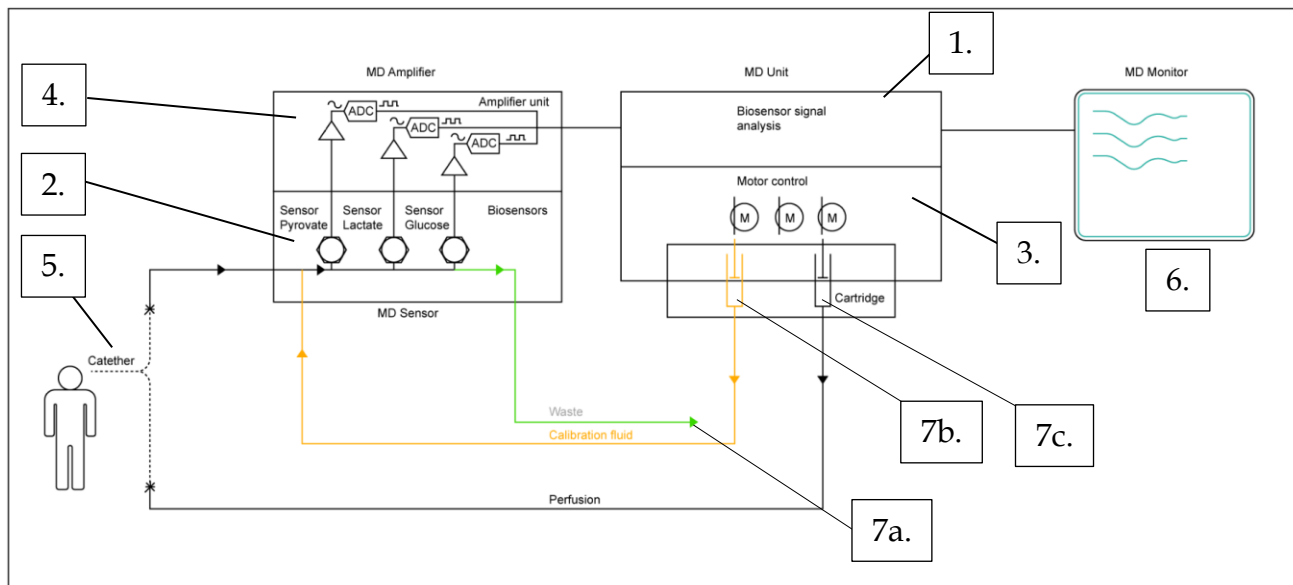 1.
MD Amplifier
MD Unit
MD Monitor
4.
Amplifier unit
ADC
ADC
ADC
Biosensor signal
analysis
2.
Motor control
Sensor
Pyrovate
Sensor
Lactate
Sensor
Glucose
Biosensors
M
M
M
3.
5.
6.
Cartridge
MD Sensor
Catether
Waste
Calibration fluid
7b.
7c.
Perfusion
7a.